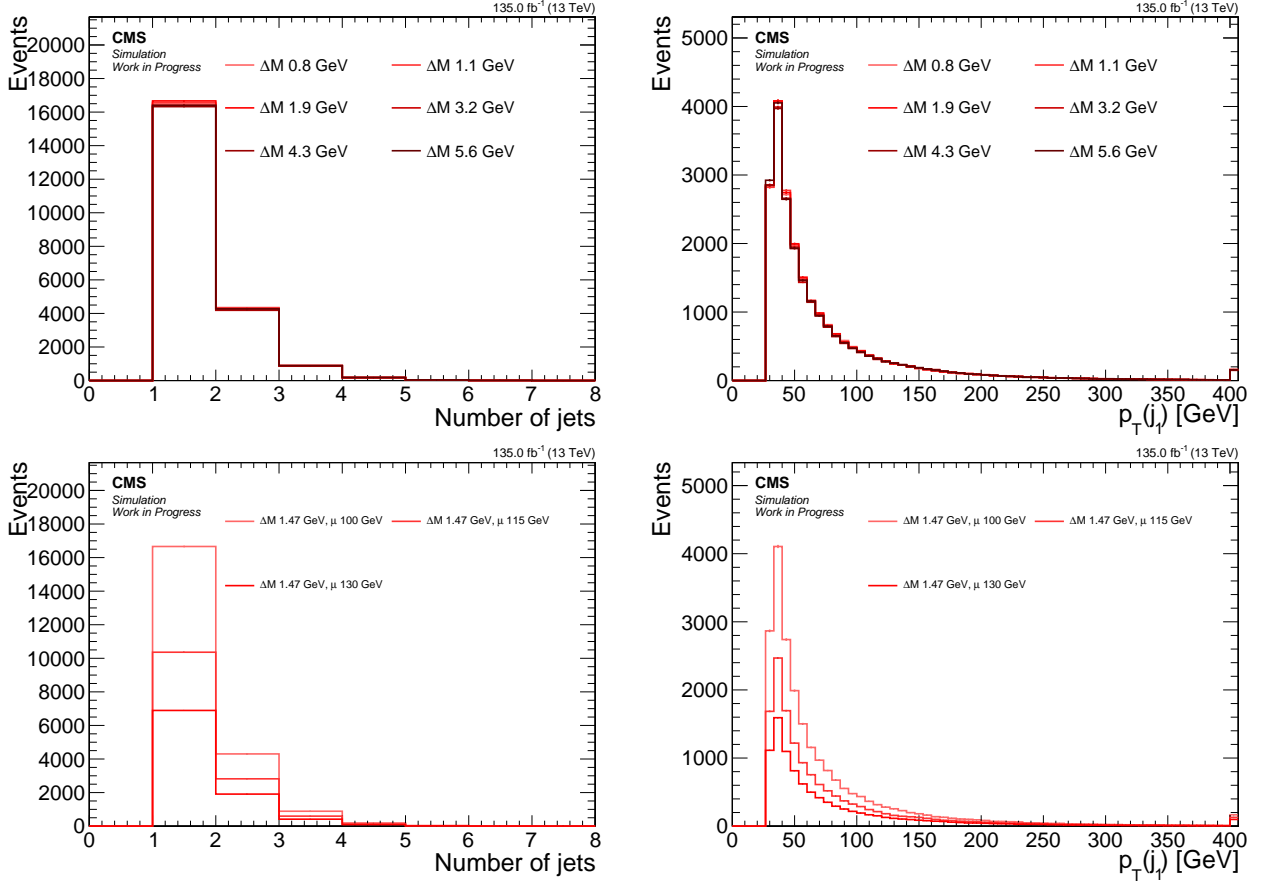 135.0 fb⁻¹ (13 TeV)
CMS
Simulation
Work in Progress
ΔM 0.8 GeV
ΔM 1.1 GeV
ΔM 1.9 GeV
ΔM 3.2 GeV
ΔM 4.3 GeV
ΔM 5.6 GeV
Events
20000
18000
16000
14000
12000
10000
8000
6000
4000
2000
0
0 1 2 3 4 5 6 7 8
Number of jets
135.0 fb⁻¹ (13 TeV)
CMS
Simulation
Work in Progress
ΔM 0.8 GeV
ΔM 1.1 GeV
ΔM 1.9 GeV
ΔM 3.2 GeV
ΔM 4.3 GeV
ΔM 5.6 GeV
Events
5000
4000
3000
2000
1000
0
0 50 100 150 200 250 300 350 400
p_T(j_1) [GeV]
135.0 fb⁻¹ (13 TeV)
CMS
Simulation
Work in Progress
ΔM 1.47 GeV, μ 100 GeV
ΔM 1.47 GeV, μ 115 GeV
ΔM 1.47 GeV, μ 130 GeV
Events
20000
18000
16000
14000
12000
10000
8000
6000
4000
2000
0
0 1 2 3 4 5 6 7 8
Number of jets
135.0 fb⁻¹ (13 TeV)
CMS
Simulation
Work in Progress
ΔM 1.47 GeV, μ 100 GeV
ΔM 1.47 GeV, μ 115 GeV
ΔM 1.47 GeV, μ 130 GeV
Events
5000
4000
3000
2000
1000
0
0 50 100 150 200 250 300 350 400
p_T(j_1) [GeV]